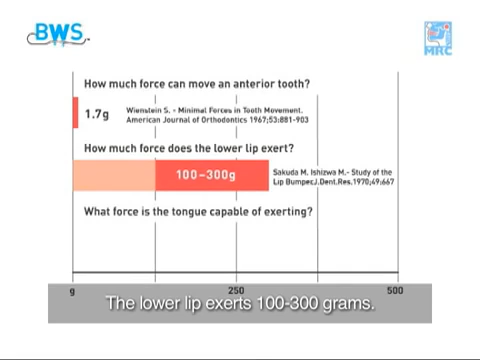 BWS
MRC
How much force can move an anterior tooth?
1.7g
Wienstein S. - Minimal Forces in Tooth Movement.
American Journal of Orthodontics 1967;53:881-903
How much force does the lower lip exert?
100-300g
Sakuda M. Ishizwa M.- Study of the
Lip Bumper.J.Dent.Res.1970;49:667
What force is the tongue capable of exerting?
g 250 500
The lower lip exerts 100-300 grams.